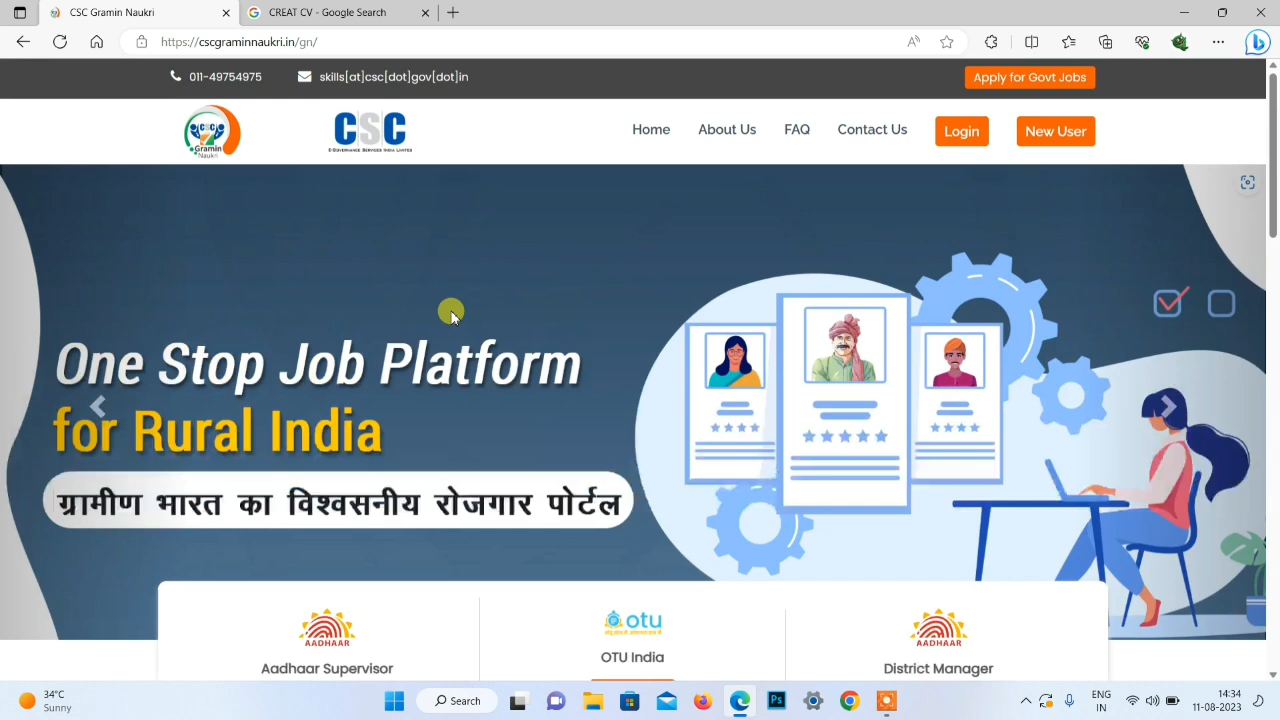 CSC Gramin Naukri
CREAT CV - Google Search
https://cscgraminnaukri.in/gn/
011-49754975
skills[at]csc[dot]gov[dot]in
Apply for Govt Jobs
CSC
Gramin
Naukri
CSC
Home
About Us
FAQ
Contact Us
Login
New User
One Stop Job Platform
for Rural India
ग्रामीण भारत का विश्वसनीय रोजगार पोर्टल
AADHAAR
Aadhaar Supervisor
otu
OTU India
AADHAAR
District Manager
34°C
Sunny
Search
Ps
ENG
IN
14:34
11-08-2023